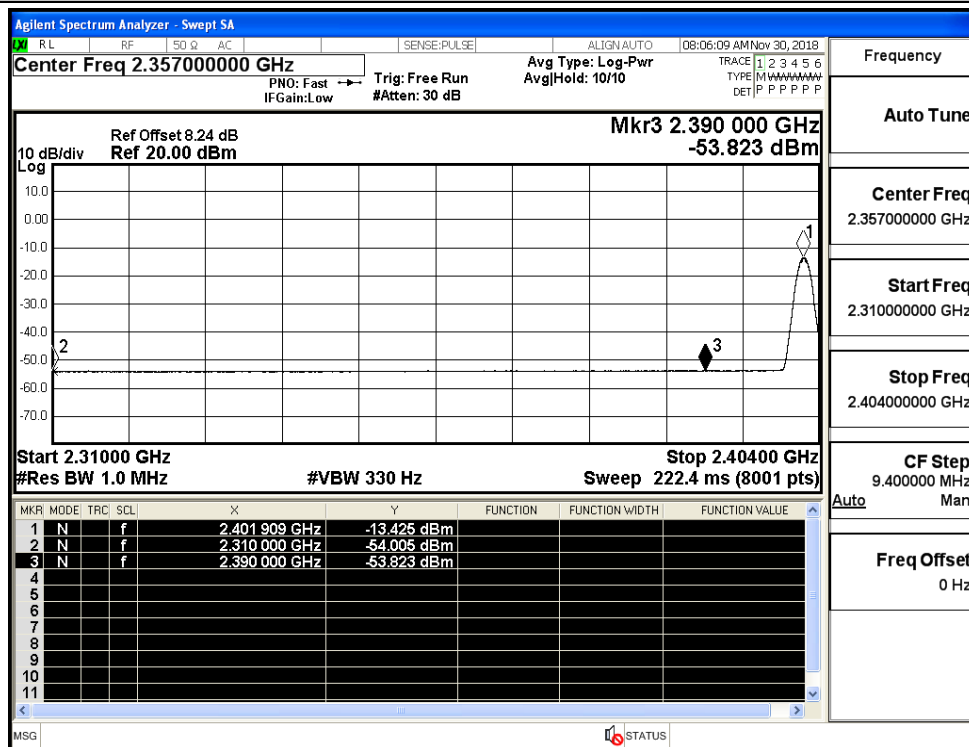 Agilent Spectrum Analyzer - Swept SA
LXI RL RF 50 Ω AC SENSE:PULSE ALIGN AUTO 08:06:09 AM Nov 30, 2018
Center Freq 2.357000000 GHz
PNO: Fast
IFGain:Low
Trig: Free Run
#Atten: 30 dB
Avg Type: Log-Pwr
Avg|Hold: 10/10
TRACE 1 2 3 4 5 6
TYPE M WWWWW
DET P P P P P P
Ref Offset 8.24 dB
10 dB/div Ref 20.00 dBm
Log
Mkr3 2.390 000 GHz
-53.823 dBm
10.0
0.00
-10.0
-20.0
-30.0
-40.0
-50.0
-60.0
-70.0
1
2
3
Start 2.31000 GHz Stop 2.40400 GHz
#Res BW 1.0 MHz #VBW 330 Hz Sweep 222.4 ms (8001 pts)
MKR MODE TRC SCL X Y FUNCTION FUNCTION WIDTH FUNCTION VALUE
1 N f 2.401 909 GHz -13.425 dBm
2 N f 2.310 000 GHz -54.005 dBm
3 N f 2.390 000 GHz -53.823 dBm
4
5
6
7
8
9
10
11
MSG STATUS
Frequency
Auto Tune
Center Freq
2.357000000 GHz
Start Freq
2.310000000 GHz
Stop Freq
2.404000000 GHz
CF Step
9.400000 MHz
Auto Man
Freq Offset
0 Hz